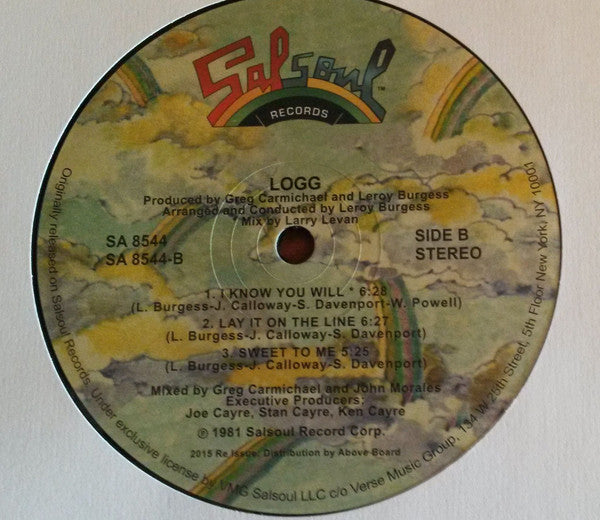 Salsoul
TM
RECORDS
LOGG
Produced by Greg Carmichael and Leroy Burgess
Arranged and Conducted by Leroy Burgess
Mix by Larry Levan
SA 8544
SA 8544-B
SIDE B
STEREO
1. I KNOW YOU WILL * 6:28
(L. Burgess-J. Calloway-S. Davenport-W. Powell)
2. LAY IT ON THE LINE 6:27
(L. Burgess-J. Calloway-S. Davenport)
3. SWEET TO ME 5:25
(L. Burgess-J. Calloway-S. Davenport)
Mixed by Greg Carmichael and John Morales
Executive Producers:
Joe Cayre, Stan Cayre, Ken Cayre
℗ 1981 Salsoul Record Corp.
2015 Re Issue: Distribution by Above Board
Originally released on Salsoul Records. Under exclusive license by VMG Salsoul LLC c/o Verse Music Group, 134 W 25th Street, 5th Floor New York, NY 10001